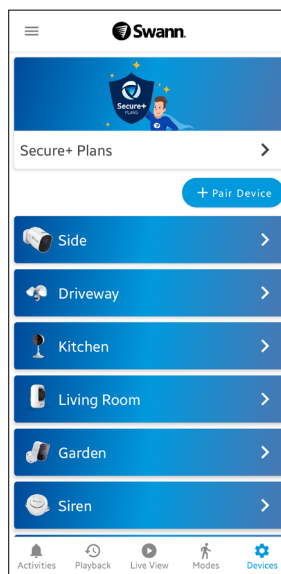 Swann.
Secure+
PLANS
Secure+ Plans
+ Pair Device
Side
Driveway
Kitchen
Living Room
Garden
Siren
Activities Playback Live View Modes Devices